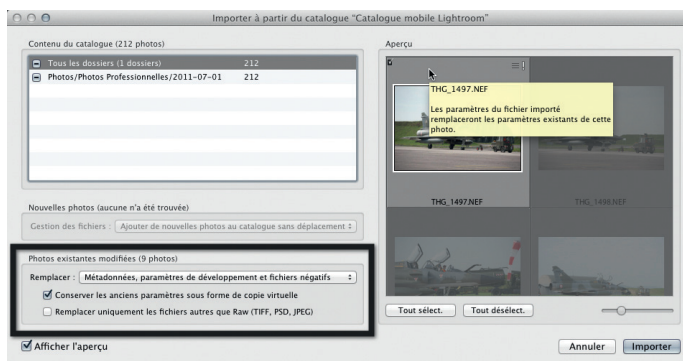 Importer à partir du catalogue “Catalogue mobile Lightroom”
Contenu du catalogue (212 photos)
Tous les dossiers (1 dossiers) 212
Photos/Photos Professionnelles/2011-07-01 212
Nouvelles photos (aucune n'a été trouvée)
Gestion des fichiers : Ajouter de nouvelles photos au catalogue sans déplacement
Photos existantes modifiées (9 photos)
Remplacer : Métadonnées, paramètres de développement et fichiers négatifs
Conserver les anciens paramètres sous forme de copie virtuelle
Remplacer uniquement les fichiers autres que Raw (TIFF, PSD, JPEG)
Afficher l'aperçu
Aperçu
THG_1497.NEF
Les paramètres du fichier importé
remplaceront les paramètres existants de cette
photo.
THG_1497.NEF
THG_1498.NEF
Tout sélect. Tout désélect.
Annuler Importer